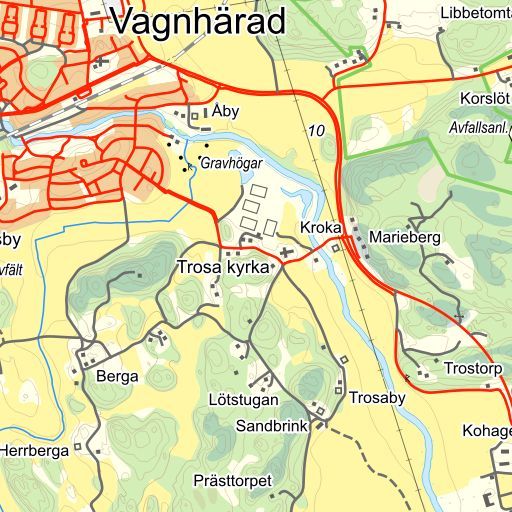 Vagnhärad
Libbetomta
Korslöt
Åby
10
Avfallsanl.
Gravhögar
Kroka
Marieberg
sby
vfält
Trosa kyrka
Berga
Trostorp
Lötstugan
Trosaby
Sandbrink
Kohage
Herrberga
Prästtorpet